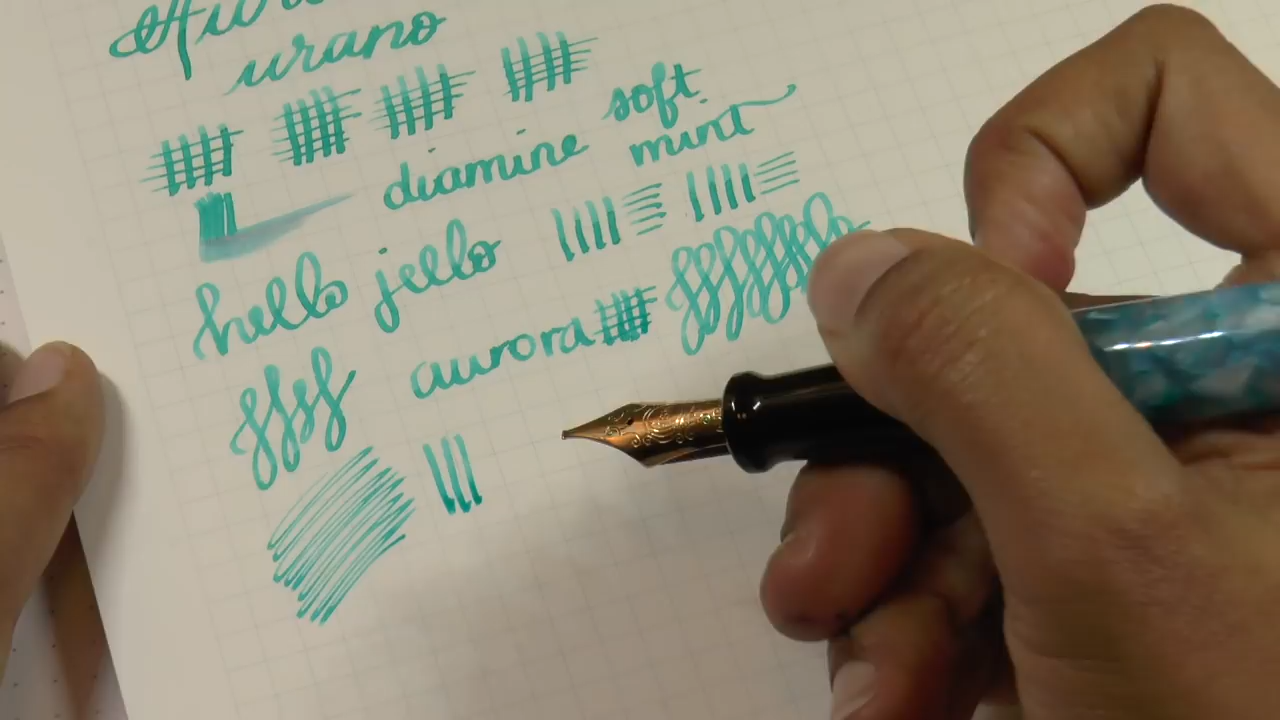 urano
diamine soft
mint
hello jello
aurora